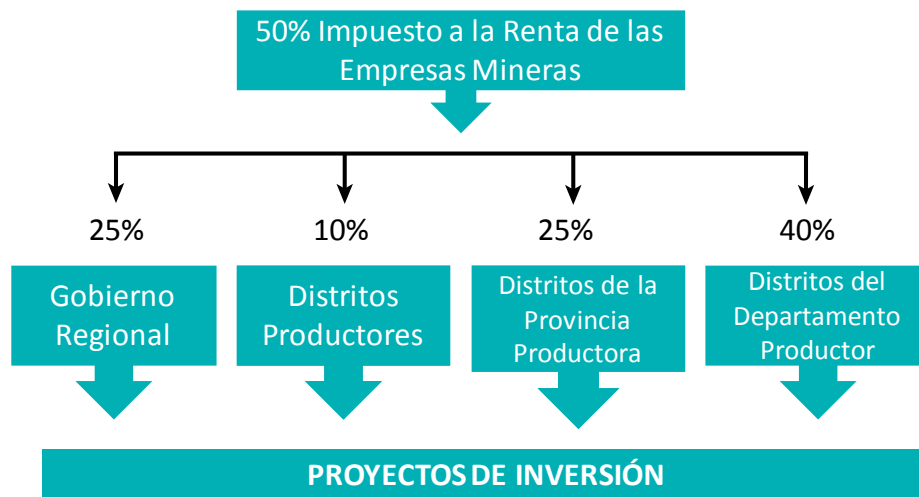 50% Impuesto a la Renta de las
Empresas Mineras
25%
10%
25%
40%
Gobierno
Regional
Distritos
Productores
Distritos de la
Provincia
Productora
Distritos del
Departamento
Productor
PROYECTOS DE INVERSIÓN